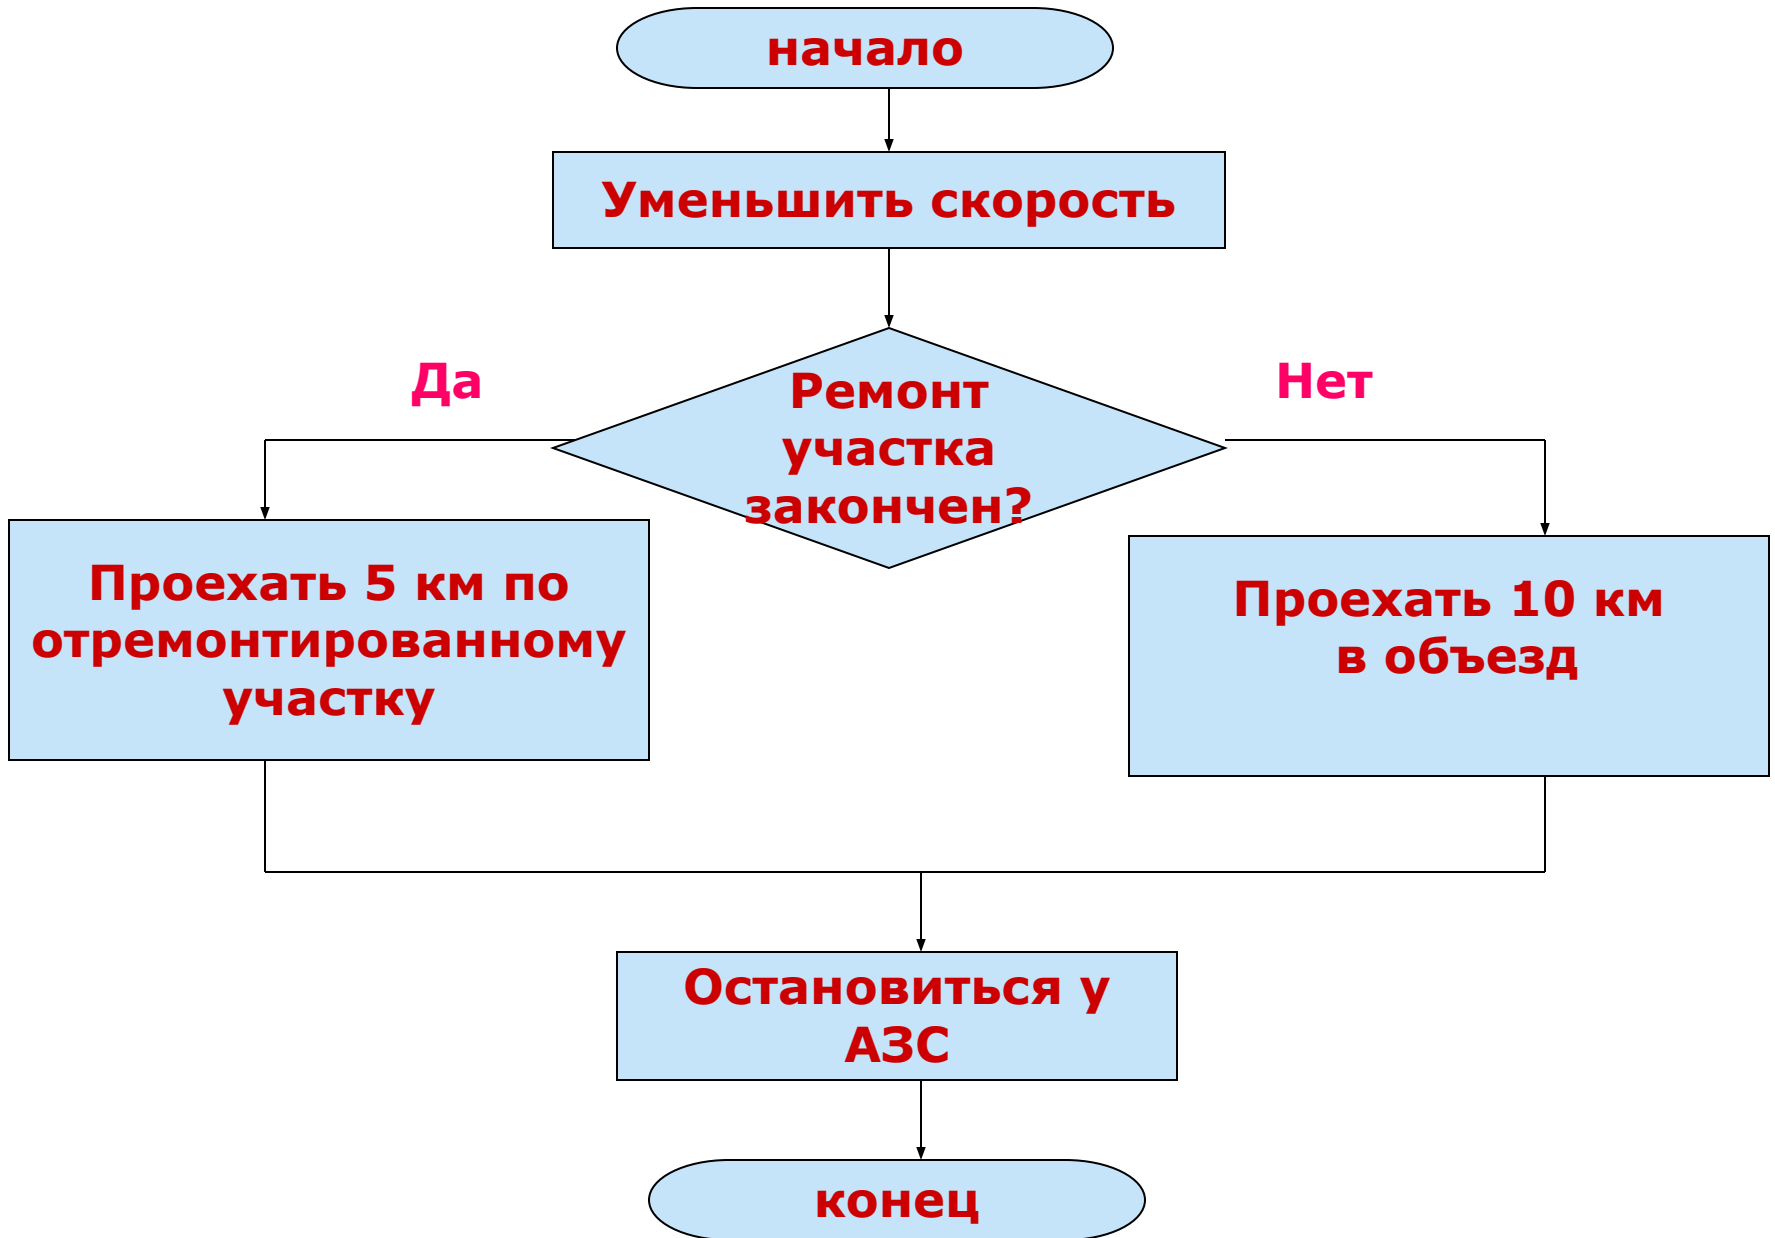 начало
Уменьшить скорость
Да
Ремонт
участка
закончен?
Нет
Проехать 5 км по
отремонтированному
участку
Проехать 10 км
в объезд
Остановиться у
АЗС
конец